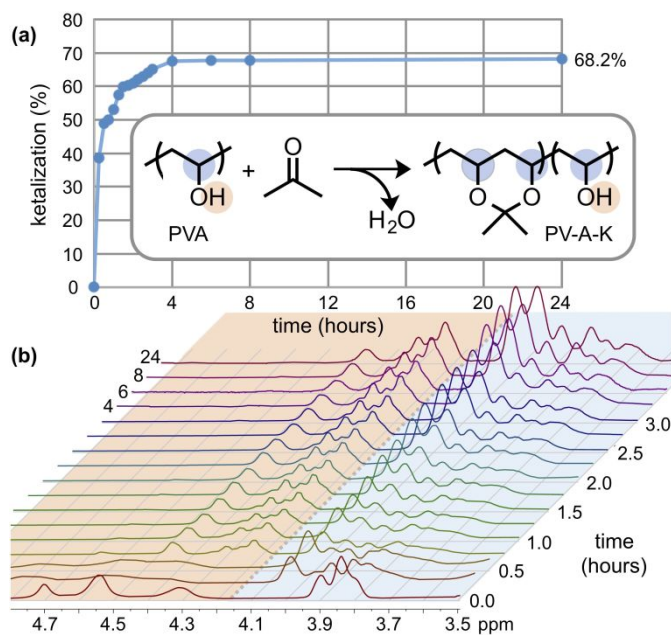 (a)
80
70
60
50
40
30
20
10
0
ketalization (%)
68.2%
OH
PVA
+
O
H2O
O O
OH
PV-A-K
0 4 8 12 16 20 24
time (hours)
(b)
24
8
6
4
3.0
2.5
2.0
1.5
1.0
0.5
0.0
time
(hours)
4.7 4.5 4.3 4.1 3.9 3.7 3.5 ppm